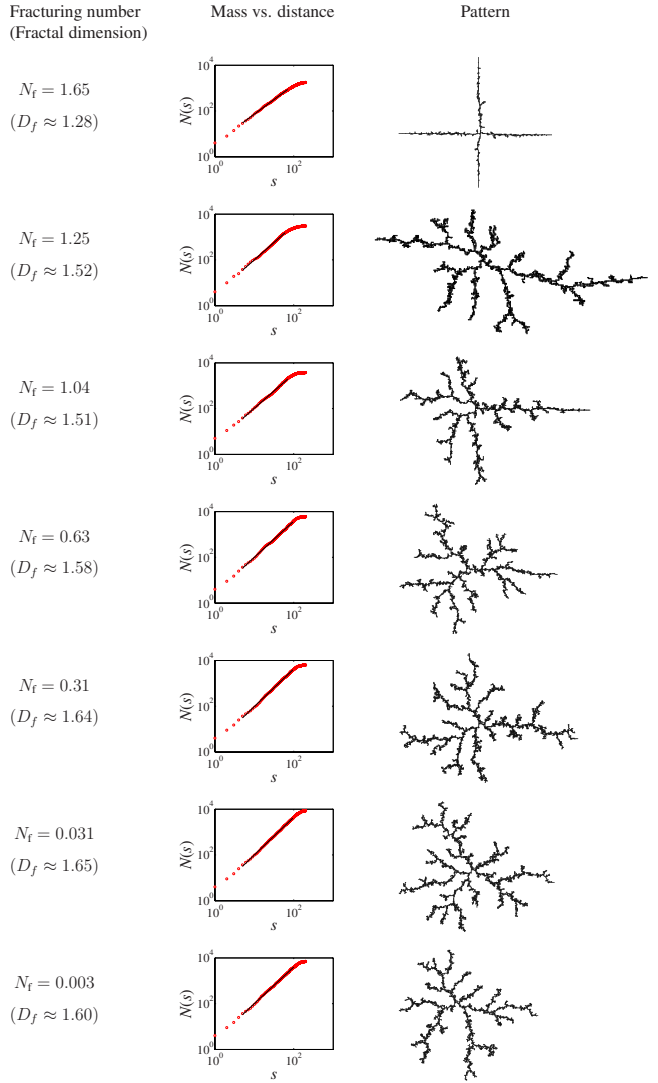 Fracturing number Mass vs. distance Pattern
(Fractal dimension)
N_f = 1.65
(D_f ≈ 1.28)
10^4
10^2
10^0
N(s)
10^0 10^2
s
N_f = 1.25
(D_f ≈ 1.52)
10^4
10^2
10^0
N(s)
10^0 10^2
s
N_f = 1.04
(D_f ≈ 1.51)
10^4
10^2
10^0
N(s)
10^0 10^2
s
N_f = 0.63
(D_f ≈ 1.58)
10^4
10^2
10^0
N(s)
10^0 10^2
s
N_f = 0.31
(D_f ≈ 1.64)
10^4
10^2
10^0
N(s)
10^0 10^2
s
N_f = 0.031
(D_f ≈ 1.65)
10^4
10^2
10^0
N(s)
10^0 10^2
s
N_f = 0.003
(D_f ≈ 1.60)
10^4
10^2
10^0
N(s)
10^0 10^2
s